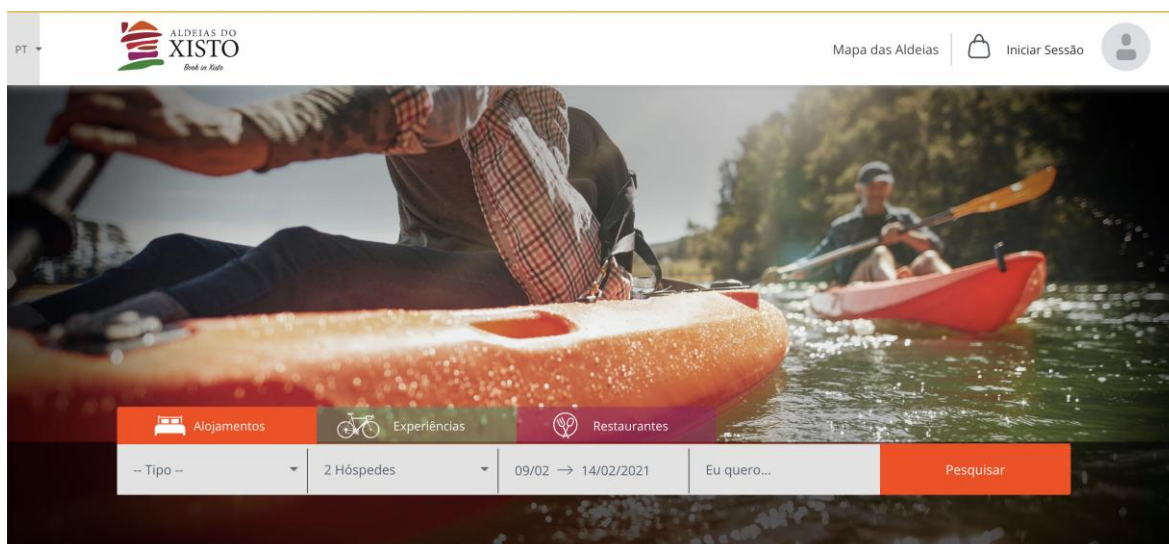 PT
ALDEIAS DO
XISTO
Book in Xisto
Mapa das Aldeias
Iniciar Sessão
Alojamentos
Experiências
Restaurantes
-- Tipo --
2 Hóspedes
09/02 → 14/02/2021
Eu quero...
Pesquisar